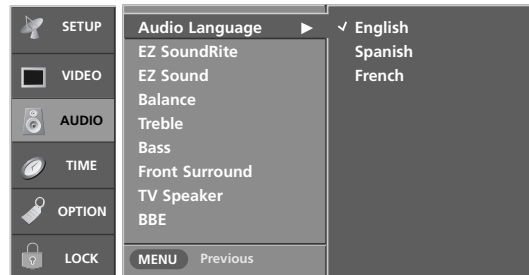 SETUP
VIDEO
AUDIO
TIME
OPTION
LOCK
Audio Language
EZ SoundRite
EZ Sound
Balance
Treble
Bass
Front Surround
TV Speaker
BBE
MENU Previous
✓ English
Spanish
French